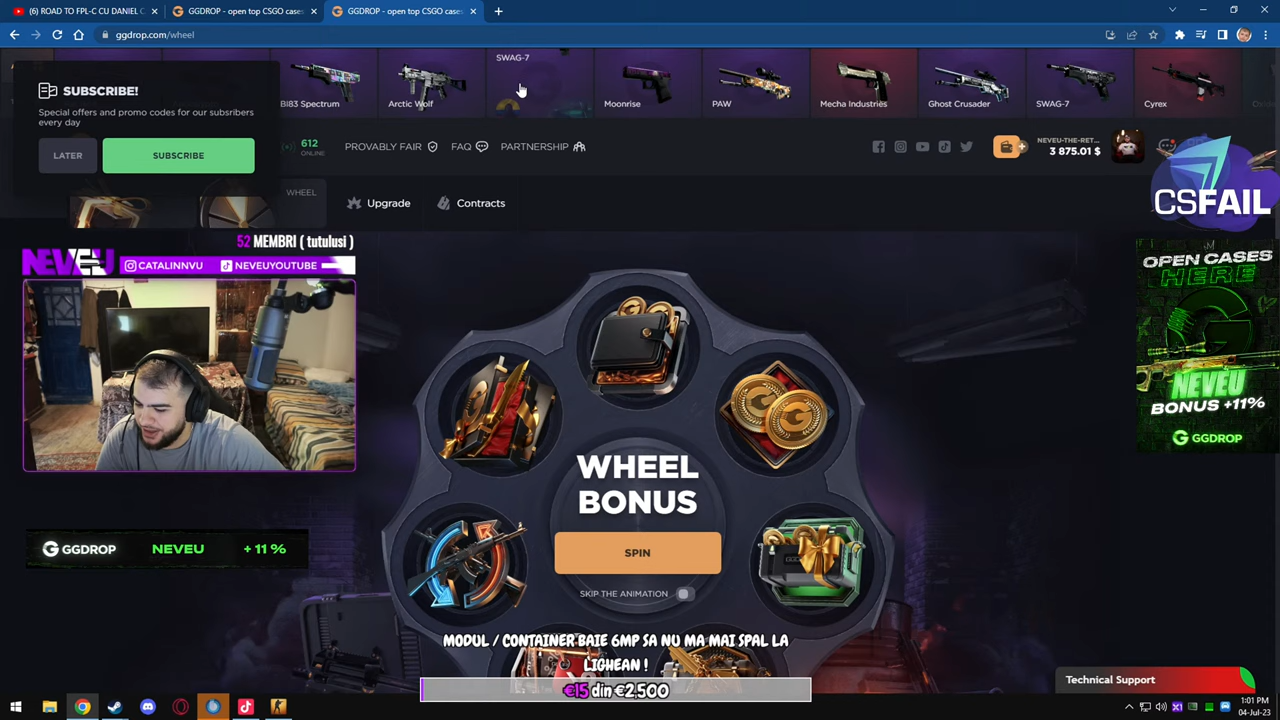 (6) ROAD TO FPL-C CU DANIEL C
GGDROP - open top CSGO cases
GGDROP - open top CSGO cases
ggdrop.com/wheel
SWAG-7
BI83 Spectrum
Arctic Wolf
Moonrise
PAW
Mecha Industries
Ghost Crusader
SWAG-7
Cyrex
SUBSCRIBE!
Special offers and promo codes for our subsribers
every day
LATER
SUBSCRIBE
612
ONLINE
PROVABLY FAIR
FAQ
PARTNERSHIP
NEVEU-THE-RET...
3 875.01 $
WHEEL
Upgrade
Contracts
CSFAIL
52 MEMBRI ( tutulusi )
NEVEU
CATALINNVU
NEVEUYOUTUBE
OPEN CASES
HERE
NEVEU
BONUS +11%
GGDROP
WHEEL
BONUS
SPIN
SKIP THE ANIMATION
GGDROP NEVEU + 11 %
MODUL / CONTAINER BAIE 6MP SA NU MA MAI SPAL LA
LIGHEAN !
€15 din €2,500
Technical Support
1:01 PM
04-Jul-23